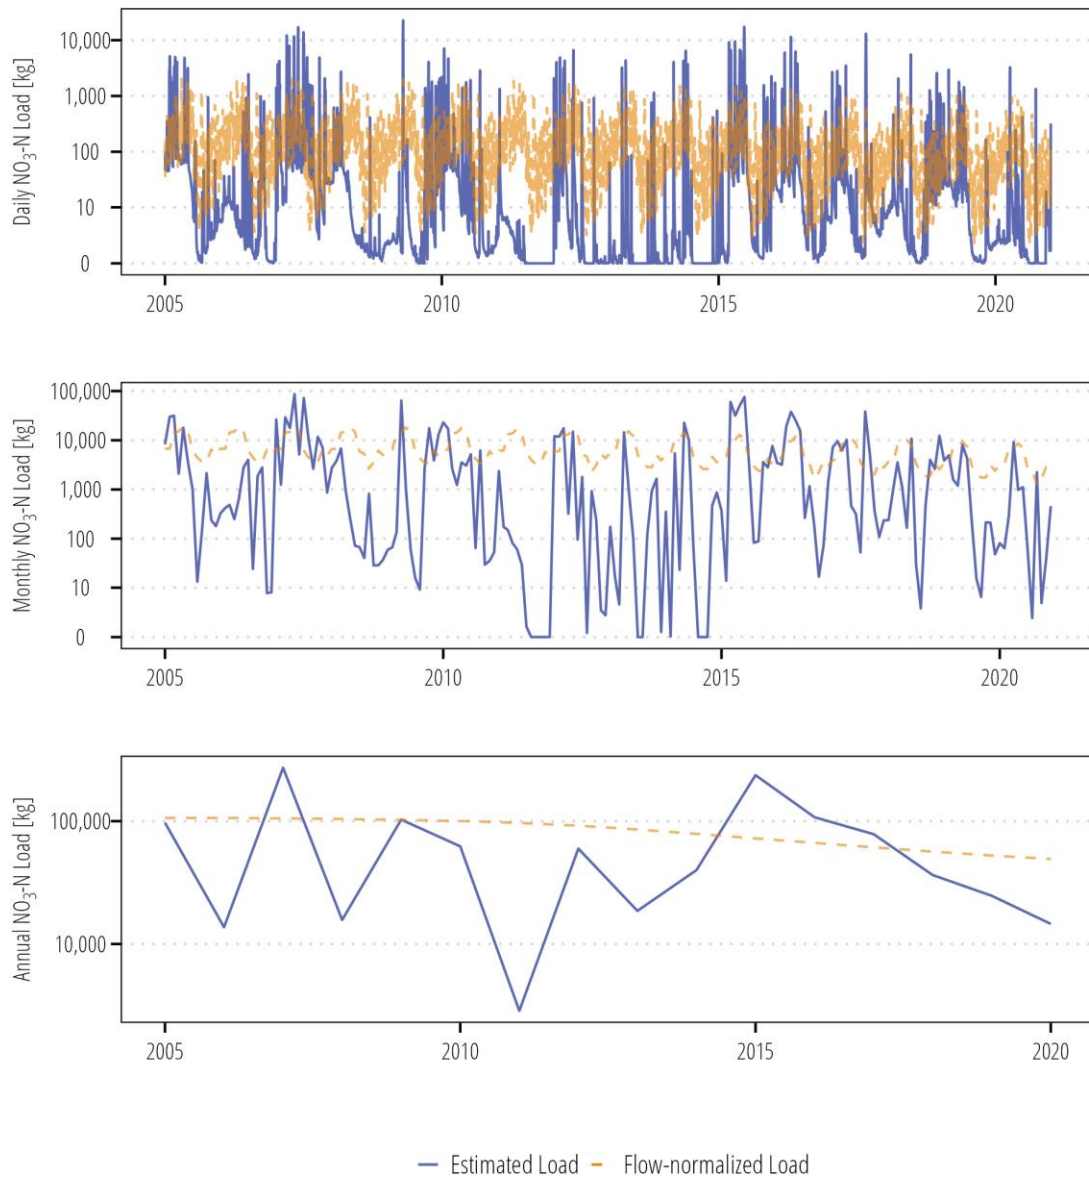 Daily NO3-N Load [kg]
10,000
1,000
100
10
0
2005 2010 2015 2020
Monthly NO3-N Load [kg]
100,000
10,000
1,000
100
10
0
2005 2010 2015 2020
Annual NO3-N Load [kg]
100,000
10,000
2005 2010 2015 2020
Estimated Load Flow-normalized Load